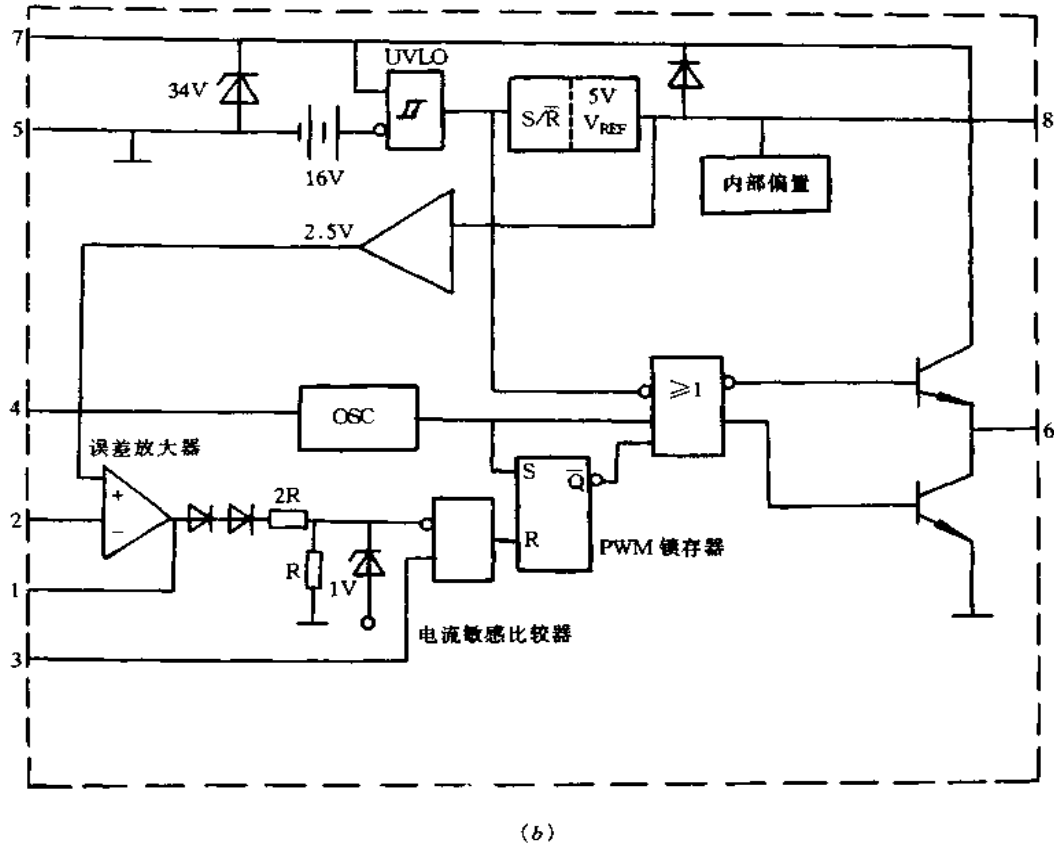 7
UVLO
34V
5V
S/R̅
V_REF
5
8
16V
内部偏置
2.5V
≥1
4
OSC
6
误差放大器
+
S
Q̅
2
2R
−
R
PWM 锁存器
R
1V
1
电流敏感比较器
3
(b)